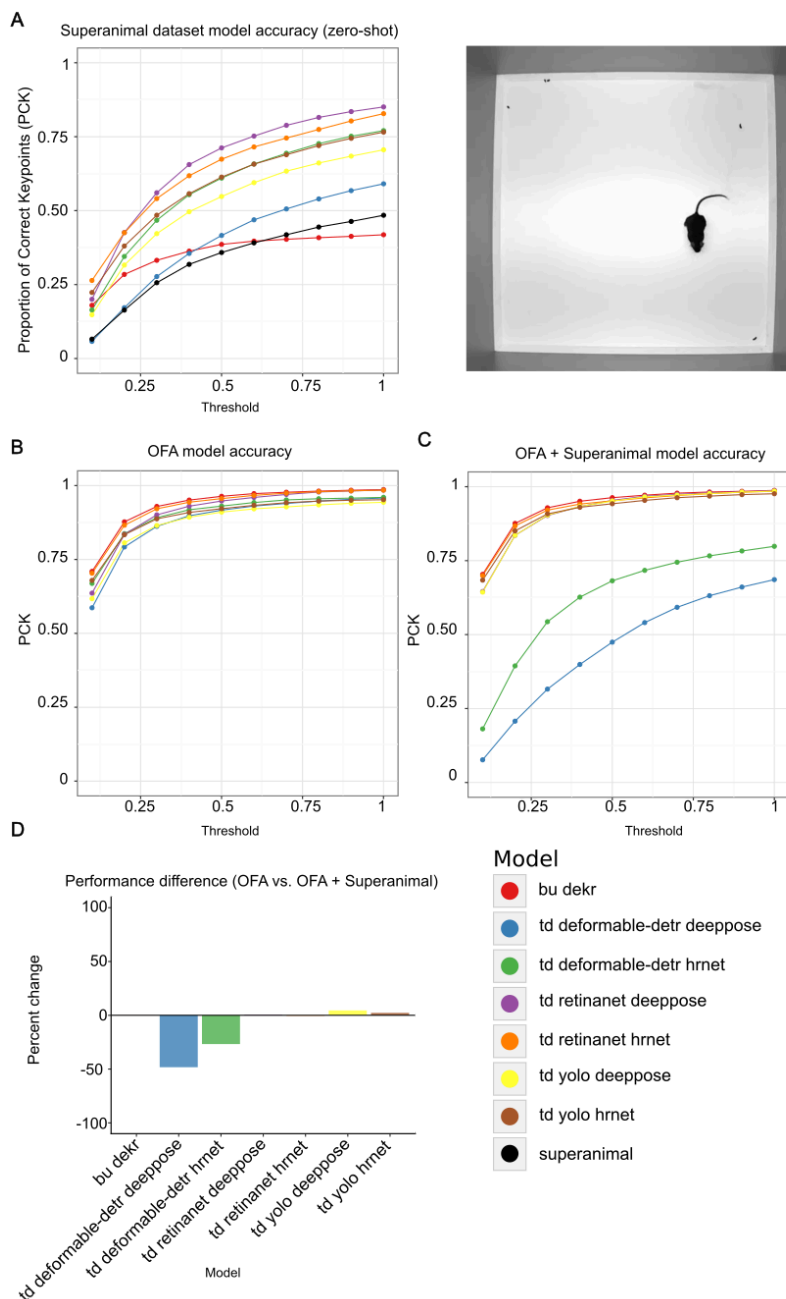 A
Superanimal dataset model accuracy (zero-shot)
Proportion of Correct Keypoints (PCK)
1
0.75
0.50
0.25
0
0.25 0.5 0.75 1
Threshold
B
OFA model accuracy
PCK
1
0.75
0.50
0.25
0
0.25 0.5 0.75 1
Threshold
C
OFA + Superanimal model accuracy
PCK
1
0.75
0.50
0.25
0
0.25 0.5 0.75 1
Threshold
D
Performance difference (OFA vs. OFA + Superanimal)
Percent change
100
50
0
-50
-100
bu dekr
td deformable-detr deeppose
td deformable-detr hrnet
td retinanet deeppose
td retinanet hrnet
td yolo deeppose
td yolo hrnet
Model
Model
bu dekr
td deformable-detr deeppose
td deformable-detr hrnet
td retinanet deeppose
td retinanet hrnet
td yolo deeppose
td yolo hrnet
superanimal